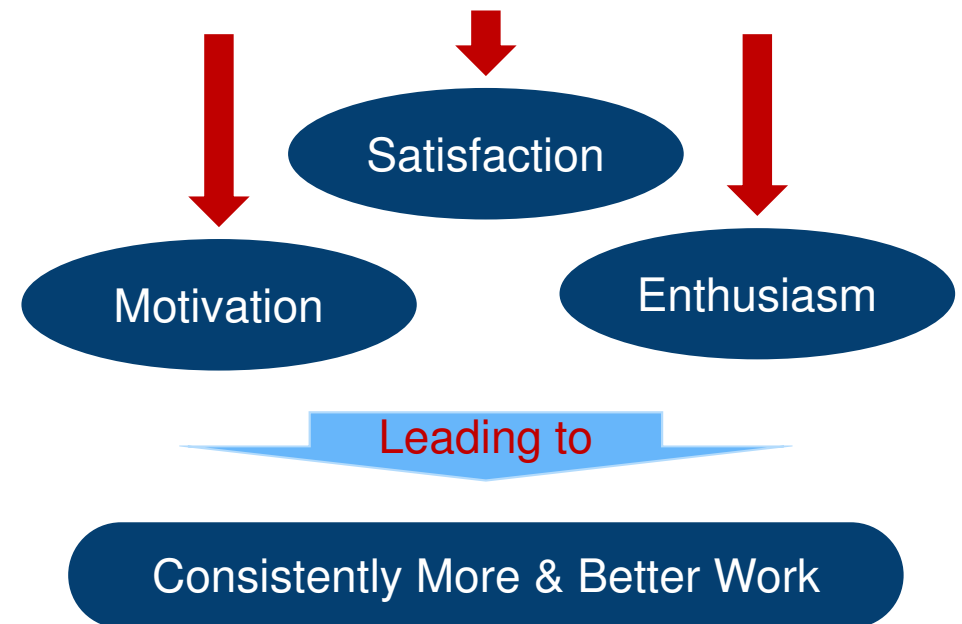 Satisfaction
Motivation
Enthusiasm
Leading to
Consistently More & Better Work